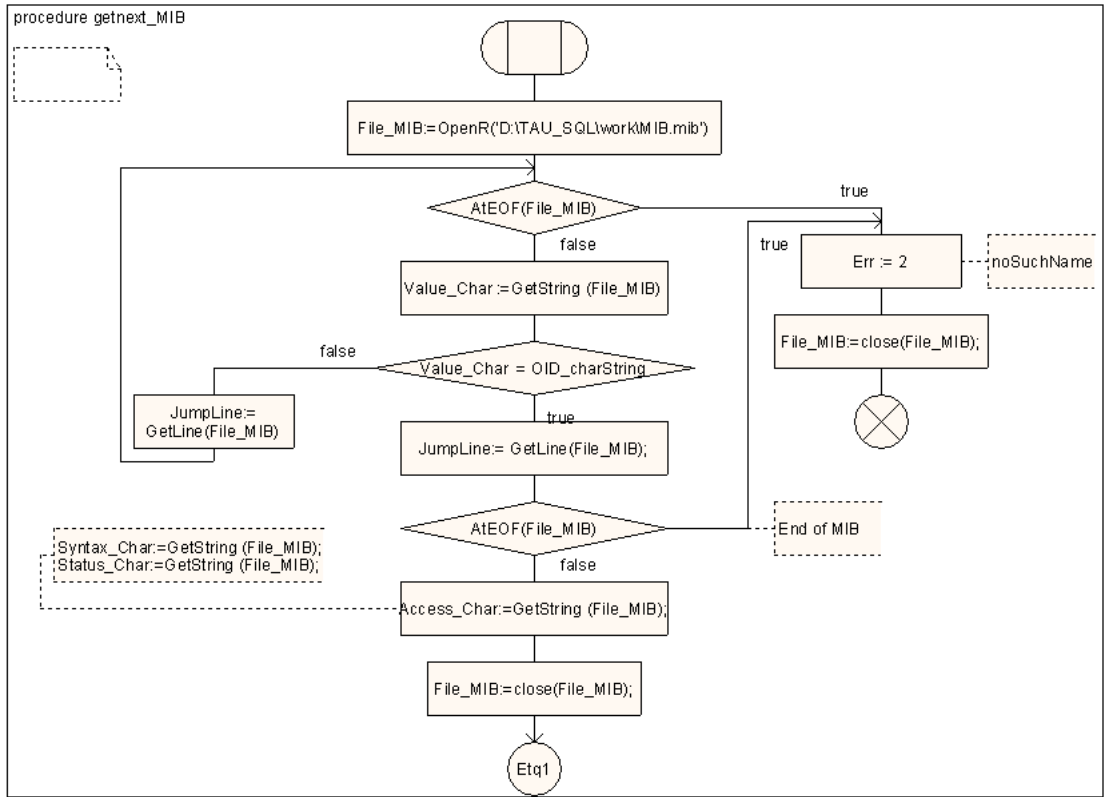 procedure getnext_MIB
File_MIB:=OpenR('D:\TAU_SQL\work\MIB.mib')
AtEOF(File_MIB)
true
false
true
Err := 2
noSuchName
Value_Char:=GetString (File_MIB)
File_MIB:=close(File_MIB);
false
Value_Char = OID_charString
JumpLine:=
GetLine(File_MIB)
true
JumpLine:= GetLine(File_MIB);
AtEOF(File_MIB)
End of MIB
Syntax_Char:=GetString (File_MIB);
Status_Char:=GetString (File_MIB);
false
Access_Char:=GetString (File_MIB);
File_MIB:=close(File_MIB);
Etq1